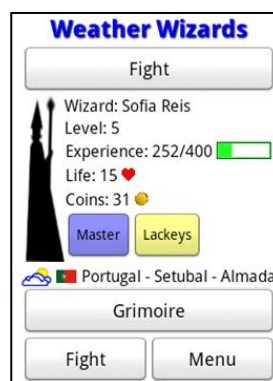 Weather Wizards
Fight
Wizard: Sofia Reis
Level: 5
Experience: 252/400
Life: 15
Coins: 31
Master Lackeys
Portugal - Setubal - Almada
Grimoire
Fight Menu